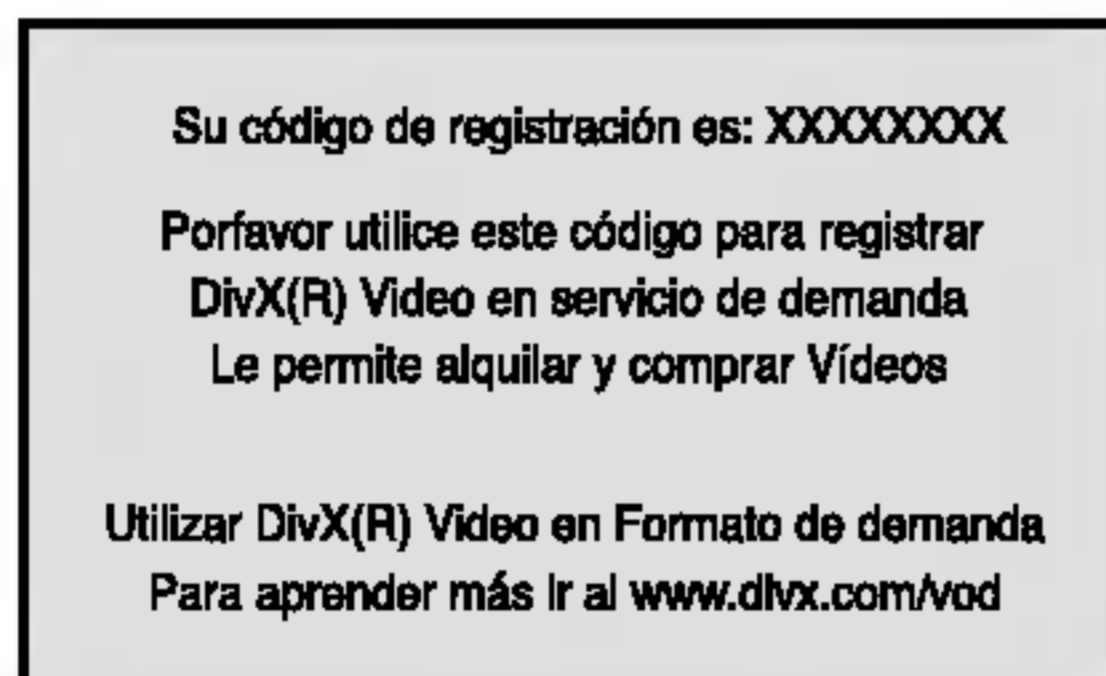 Su código de registración es: XXXXXXXX
Porfavor utilice este código para registrar
DivX(R) Video en servicio de demanda
Le permite alquilar y comprar Vídeos
Utilizar DivX(R) Video en Formato de demanda
Para aprender más Ir al www.divx.com/vod